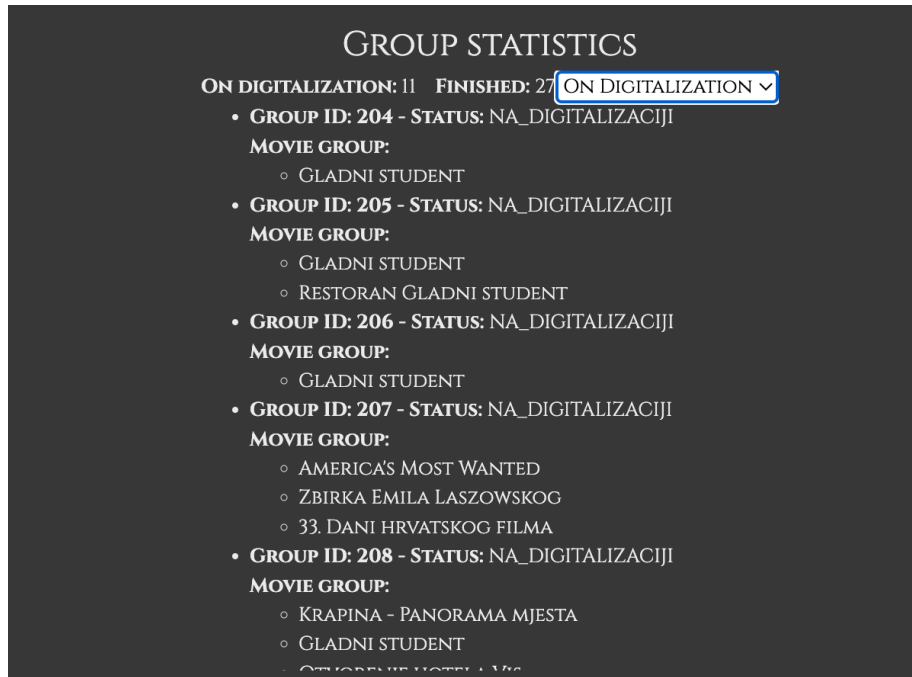 Group statistics
On digitalization: 11 Finished: 27 On Digitalization
Group ID: 204 - Status: NA_DIGITALIZACIJI
Movie group:
Gladni student
Group ID: 205 - Status: NA_DIGITALIZACIJI
Movie group:
Gladni student
Restoran Gladni student
Group ID: 206 - Status: NA_DIGITALIZACIJI
Movie group:
Gladni student
Group ID: 207 - Status: NA_DIGITALIZACIJI
Movie group:
America's Most Wanted
Zbirka Emila Laszowskog
33. Dani hrvatskog filma
Group ID: 208 - Status: NA_DIGITALIZACIJI
Movie group:
Krapina - Panorama mjesta
Gladni student
Otvorenje hotela Vis